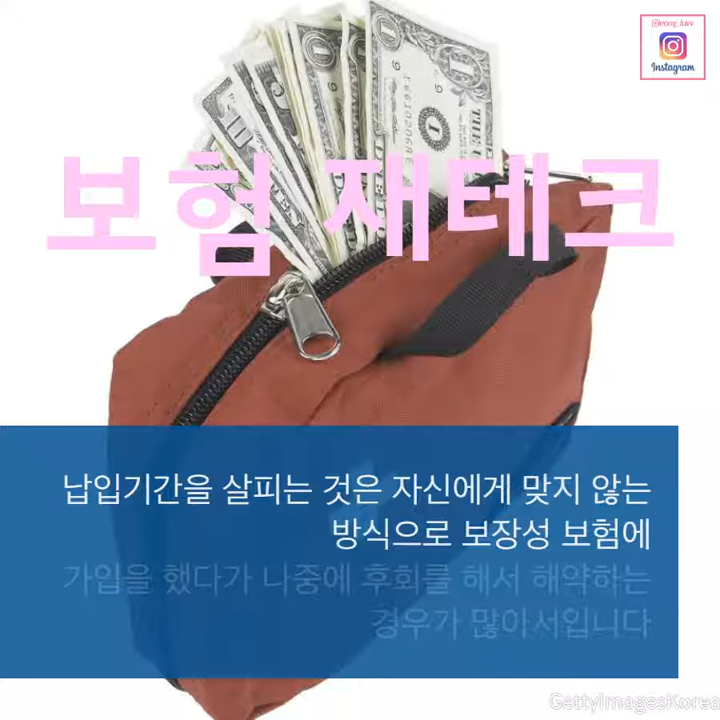 @jeong_luvv
Instagram
보험 재테크
납입기간을 살피는 것은 자신에게 맞지 않는
방식으로 보장성 보험에
가입을 했다가 나중에 후회를 해서 해약하는
경우가 많아서입니다
GettyImagesKorea